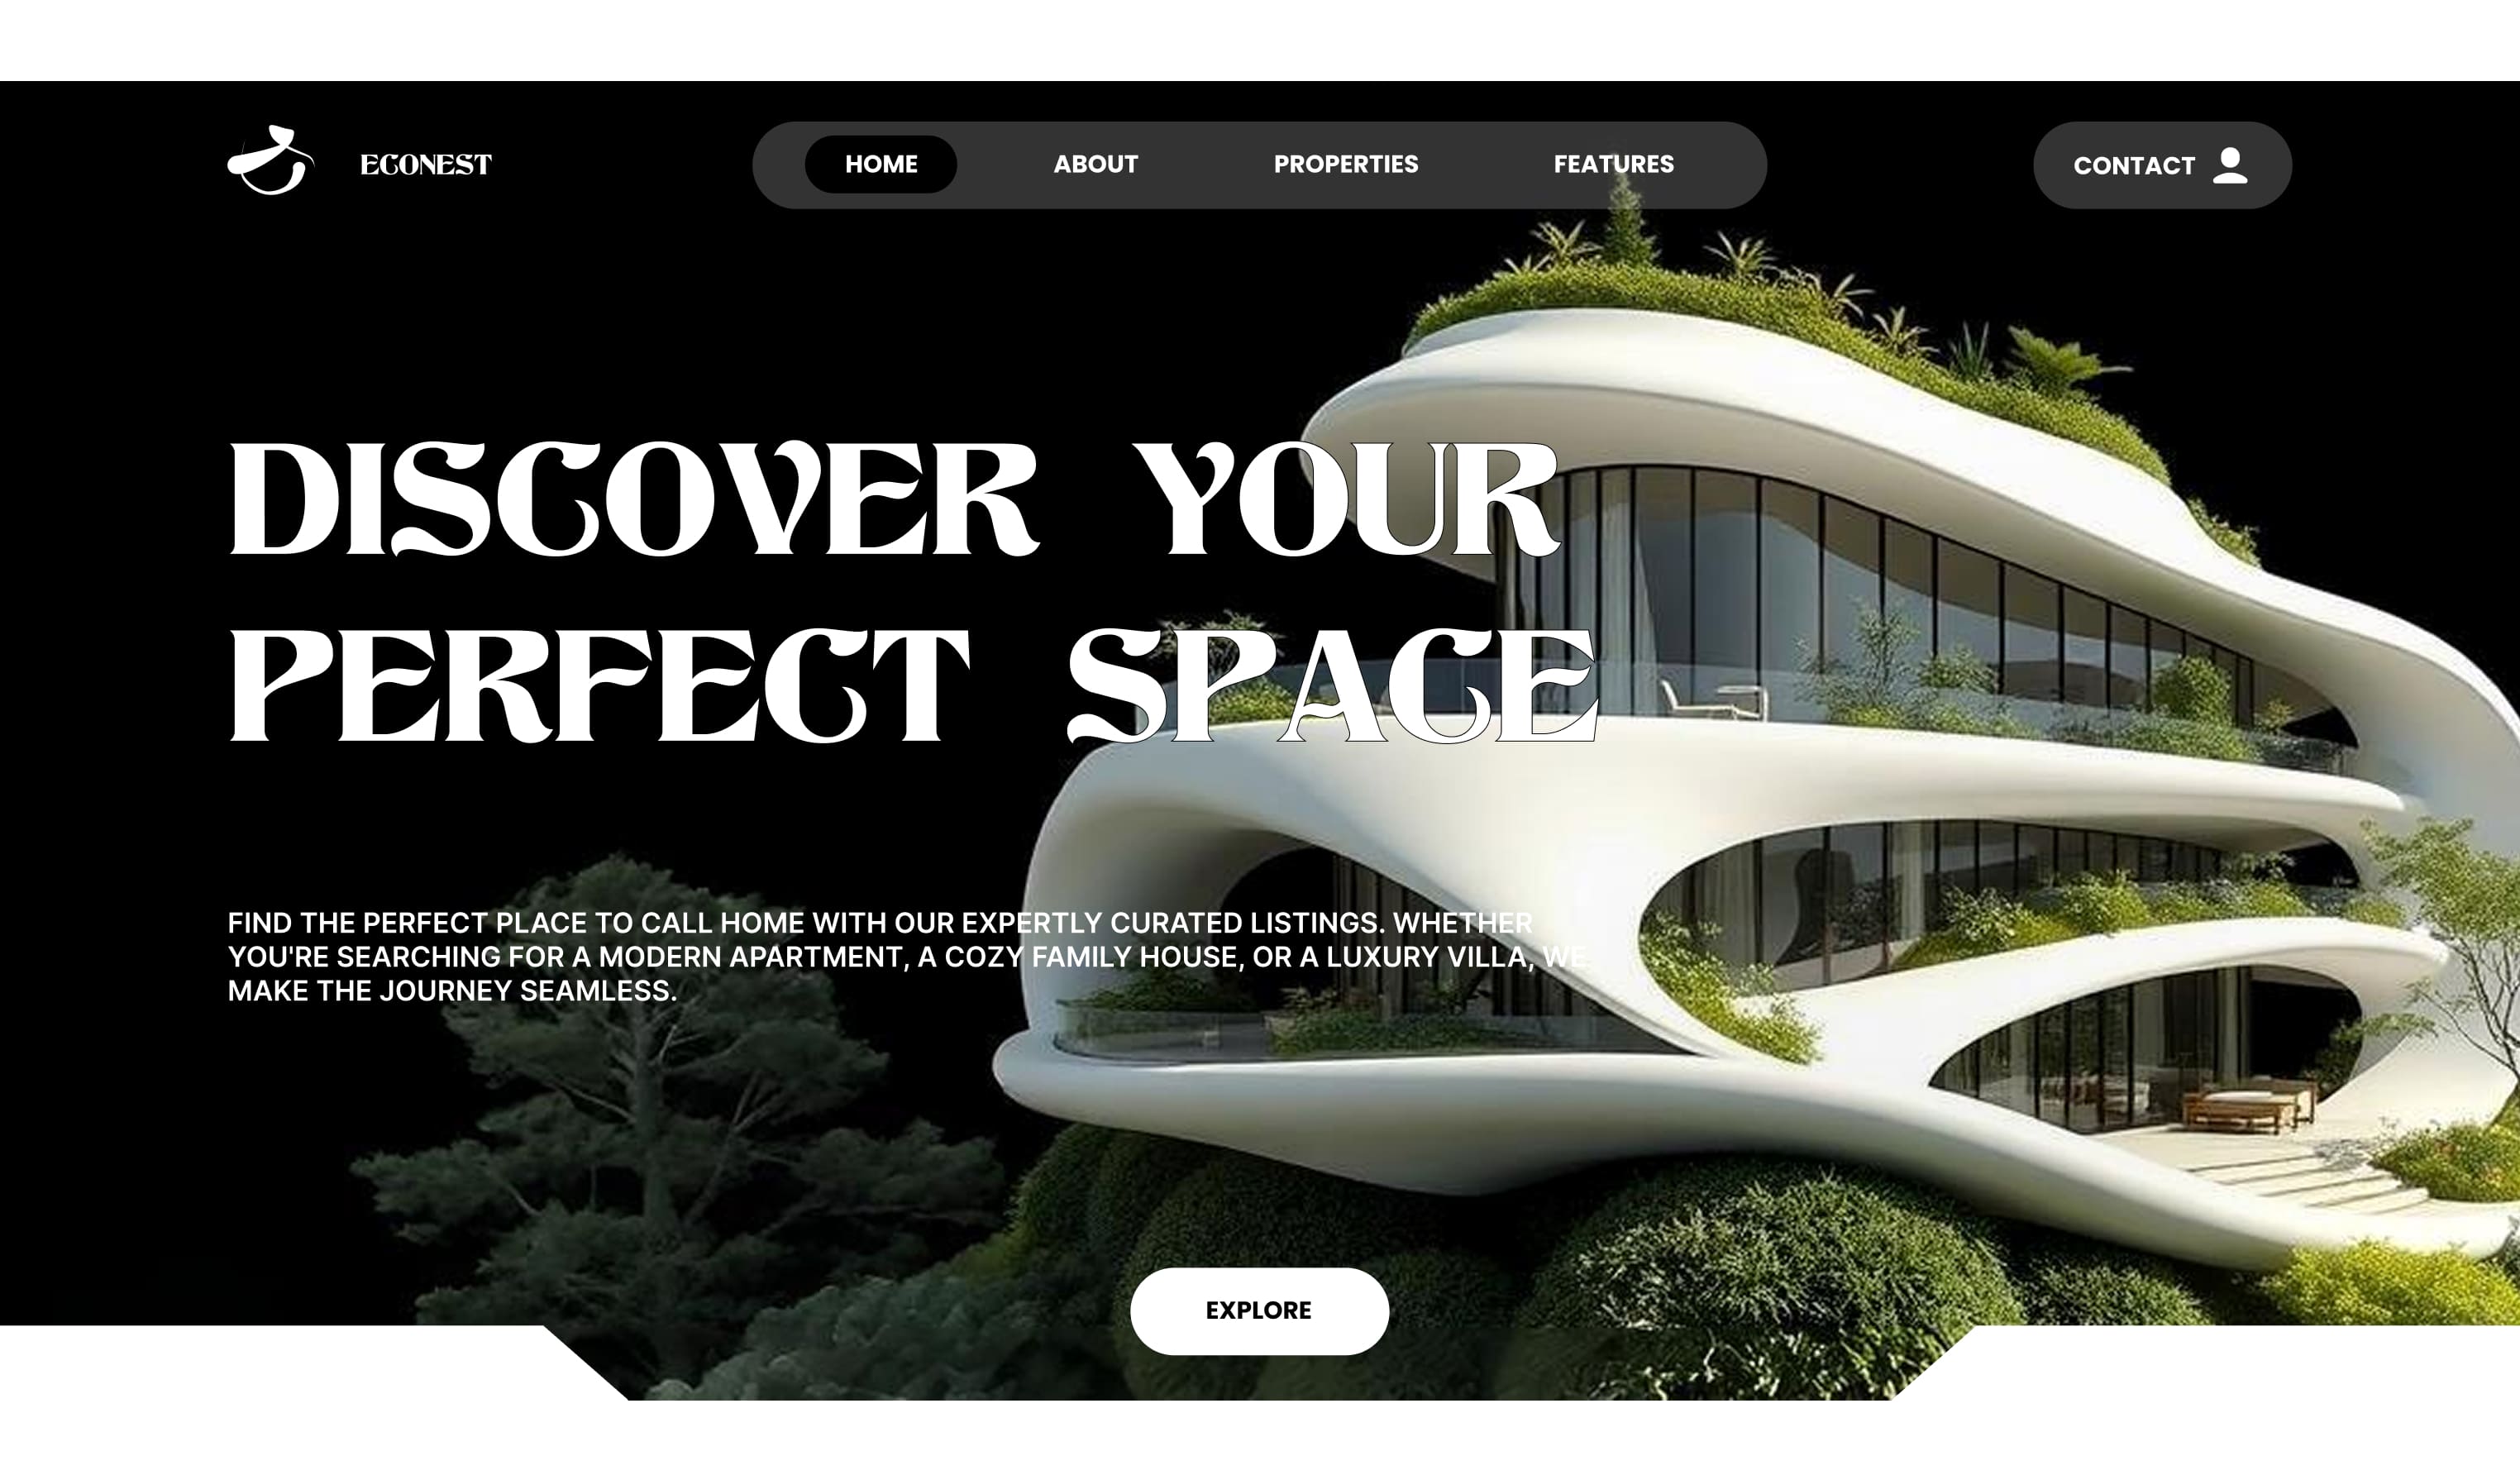 ECONEST
HOME
ABOUT
PROPERTIES
FEATURES
CONTACT
DISCOVER YOUR
PERFECT SPACE
FIND THE PERFECT PLACE TO CALL HOME WITH OUR EXPERTLY CURATED LISTINGS. WHETHER
YOU'RE SEARCHING FOR A MODERN APARTMENT, A COZY FAMILY HOUSE, OR A LUXURY VILLA, WE
MAKE THE JOURNEY SEAMLESS.
EXPLORE